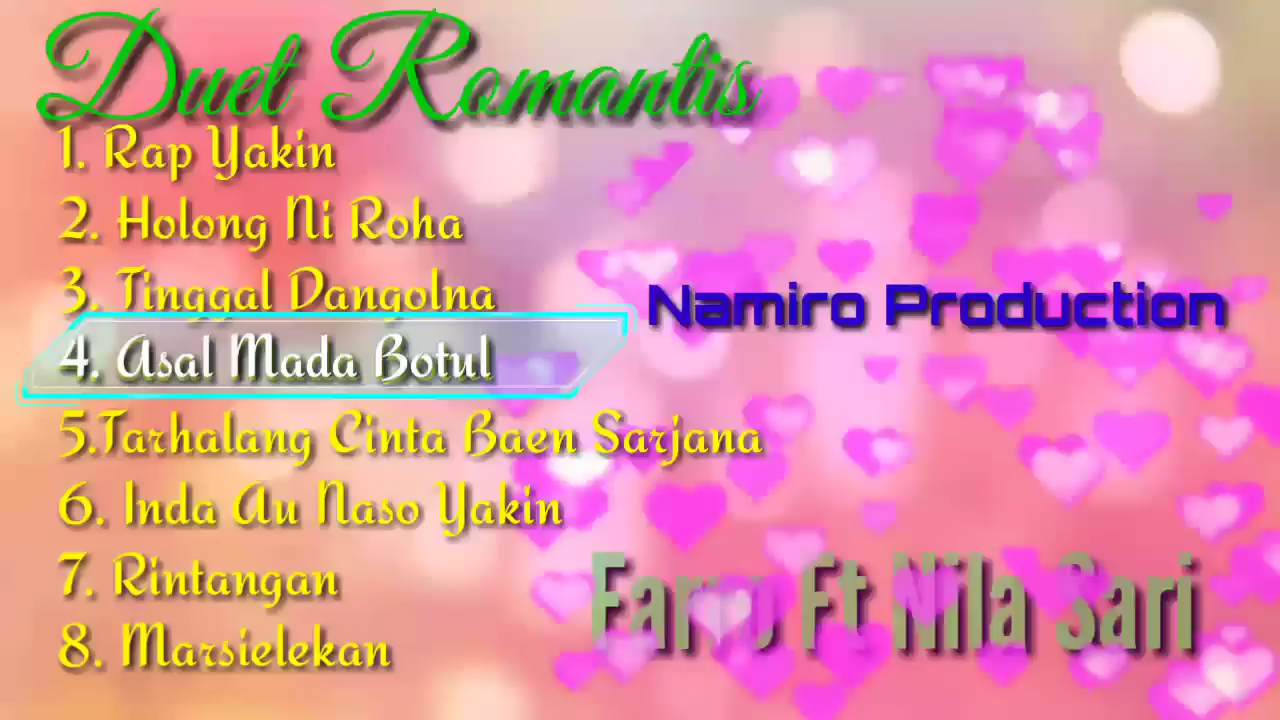 Duet Romantis
1. Rap Yakin
2. Holong Ni Roha
3. Tinggal Dangolna
4. Asal Mada Botul
5.Tarhalang Cinta Baen Sarjana
6. Inda Au Naso Yakin
7. Rintangan
8. Marsielekan
Namiro Production
Ft Nila Sari